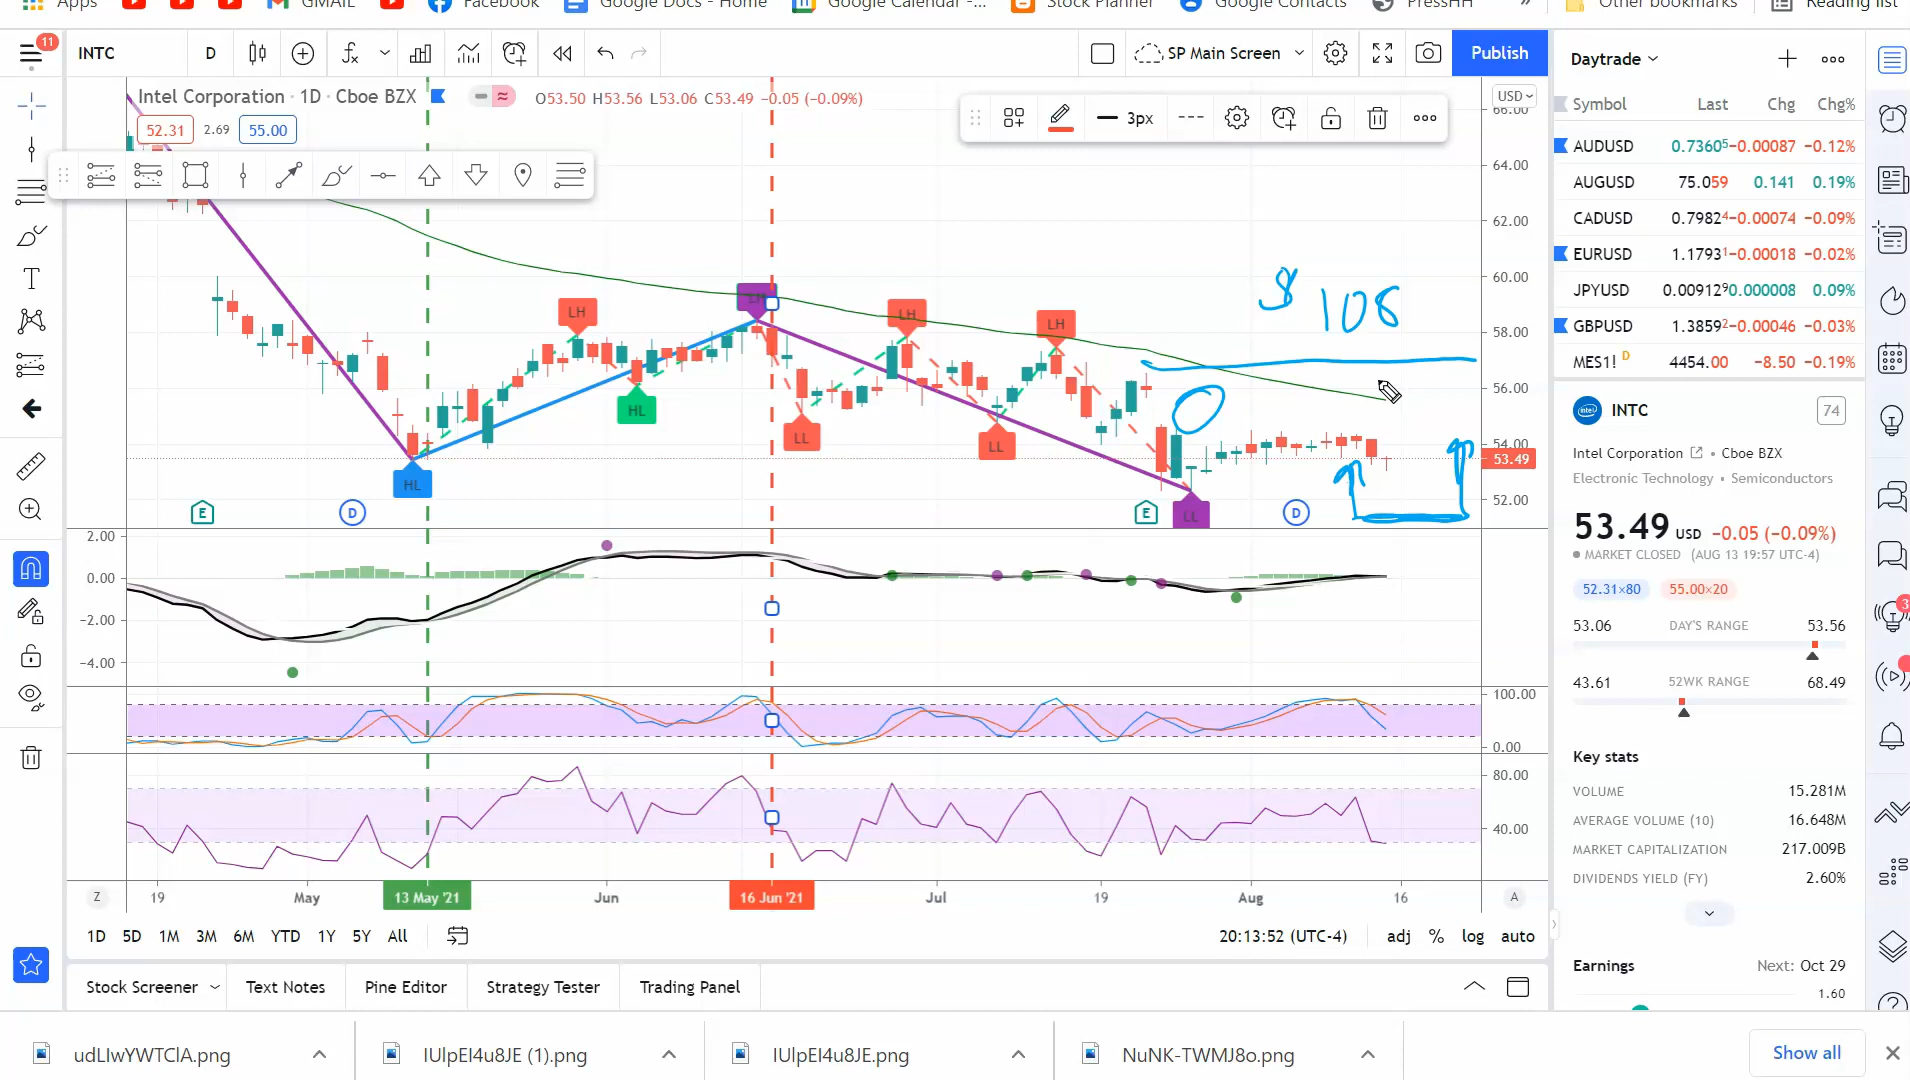 Apps
GMAIL
Facebook
Google Docs - Home
Google Calendar -...
Stock Planner
Google Contacts
PressHH
»
Other bookmarks
Reading list
11
INTC
D
SP Main Screen
Publish
Intel Corporation · 1D · Cboe BZX
O53.50 H53.56 L53.06 C53.49 −0.05 (−0.09%)
52.31
2.69
55.00
3px
USD
66.00
64.00
62.00
60.00
58.00
56.00
54.00
53.49
52.00
$ 108
LH
LH
LH
LH
HL
HL
LL
LL
LL
E
D
E
D
2.00
0.00
−2.00
−4.00
100.00
0.00
80.00
40.00
Z
19
May
13 May '21
Jun
16 Jun '21
Jul
19
Aug
16
A
1D
5D
1M
3M
6M
YTD
1Y
5Y
All
20:13:52 (UTC-4)
adj
%
log
auto
Stock Screener
Text Notes
Pine Editor
Strategy Tester
Trading Panel
Daytrade
Symbol Last Chg Chg%
AUDUSD 0.73605 −0.00087 −0.12%
AUGUSD 75.059 0.141 0.19%
CADUSD 0.79824 −0.00074 −0.09%
EURUSD 1.17931 −0.00018 −0.02%
JPYUSD 0.009129 0.000008 0.09%
GBPUSD 1.38592 −0.00046 −0.03%
MES1! D 4454.00 −8.50 −0.19%
intel
INTC
74
Intel Corporation • Cboe BZX
Electronic Technology • Semiconductors
53.49 USD −0.05 (−0.09%)
MARKET CLOSED (AUG 13 19:57 UTC-4)
52.31×80
55.00×20
53.06 DAY'S RANGE 53.56
43.61 52WK RANGE 68.49
Key stats
VOLUME 15.281M
AVERAGE VOLUME (10) 16.648M
MARKET CAPITALIZATION 217.009B
DIVIDENDS YIELD (FY) 2.60%
Earnings Next: Oct 29
1.60
3
udLIwYWTClA.png
IUlpEI4u8JE (1).png
IUlpEI4u8JE.png
NuNK-TWMJ8o.png
Show all